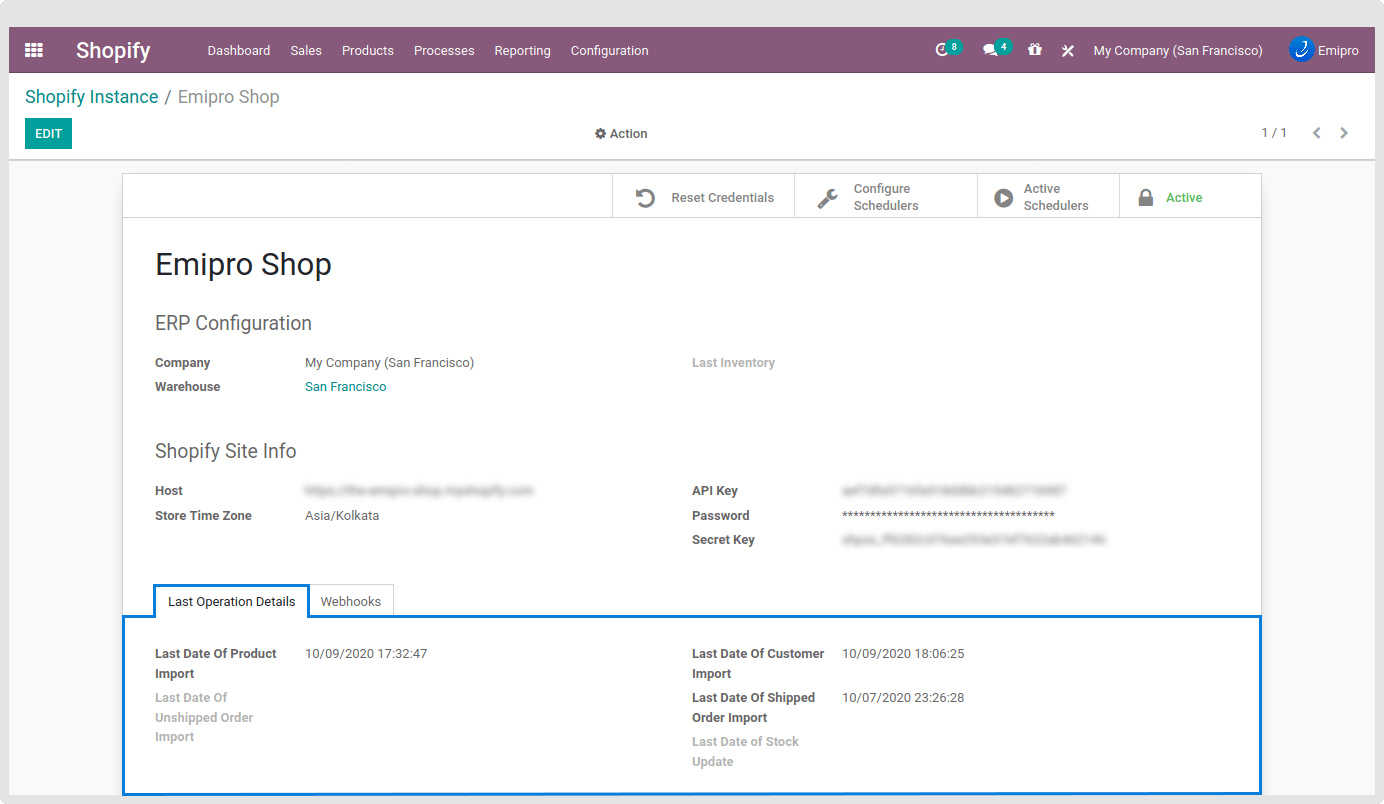 Shopify Dashboard Sales Products Processes Reporting Configuration 8 4 My Company (San Francisco) Emipro
Shopify Instance / Emipro Shop
EDIT Action 1 / 1
Reset Credentials Configure Schedulers Active Schedulers Active
Emipro Shop
ERP Configuration
Company My Company (San Francisco) Last Inventory
Warehouse San Francisco
Shopify Site Info
Host API Key
Store Time Zone Asia/Kolkata Password **************************************
Secret Key
Last Operation Details Webhooks
Last Date Of Product Import 10/09/2020 17:32:47 Last Date Of Customer Import 10/09/2020 18:06:25
Last Date Of Unshipped Order Import Last Date Of Shipped Order Import 10/07/2020 23:26:28
Last Date of Stock Update